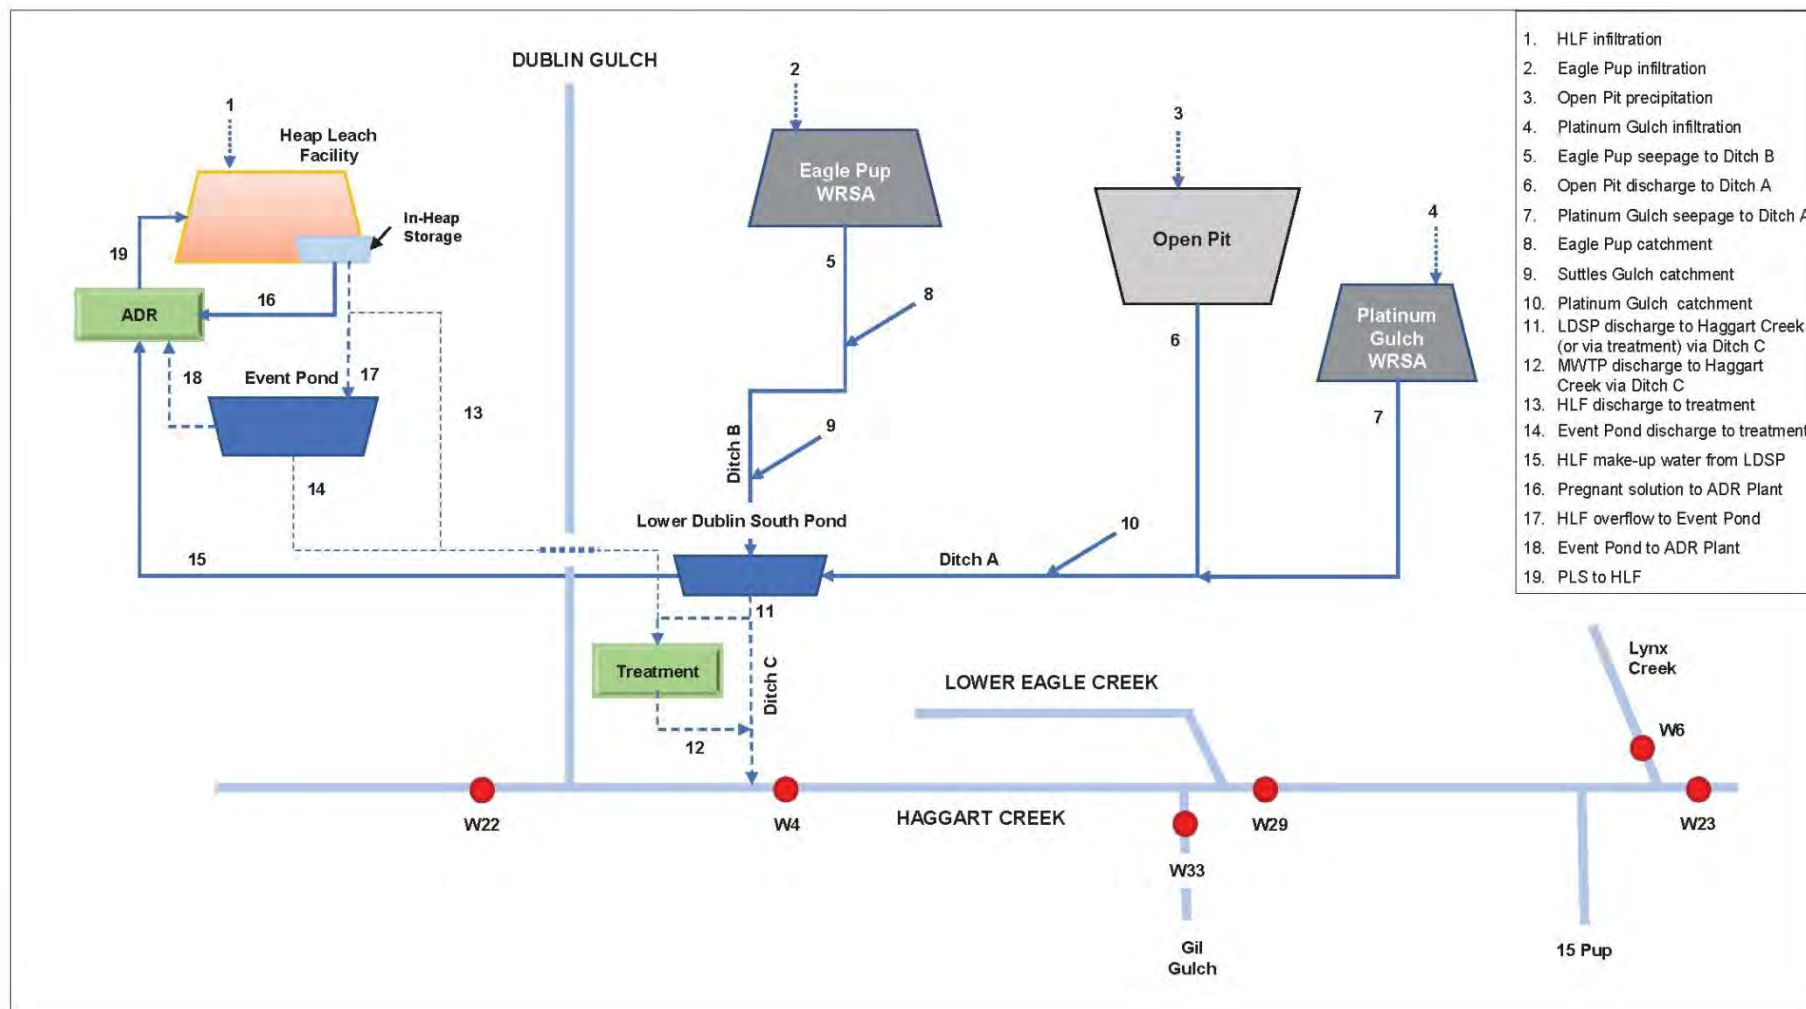 DUBLIN GULCH
1
Heap Leach
Facility
In-Heap
Storage
19
16
ADR
18
Event Pond
17
13
14
15
2
Eagle Pup
WRSA
5
8
Ditch B
9
Lower Dublin South Pond
3
Open Pit
6
4
Platinum
Gulch
WRSA
7
10
Ditch A
11
Treatment
Ditch C
12
LOWER EAGLE CREEK
Lynx
Creek
W6
W22
W4
HAGGART CREEK
W29
W23
W33
Gil
Gulch
15 Pup
1. HLF infiltration
2. Eagle Pup infiltration
3. Open Pit precipitation
4. Platinum Gulch infiltration
5. Eagle Pup seepage to Ditch B
6. Open Pit discharge to Ditch A
7. Platinum Gulch seepage to Ditch A
8. Eagle Pup catchment
9. Suttles Gulch catchment
10. Platinum Gulch catchment
11. LDSP discharge to Haggart Creek
(or via treatment) via Ditch C
12. MWTP discharge to Haggart
Creek via Ditch C
13. HLF discharge to treatment
14. Event Pond discharge to treatment
15. HLF make-up water from LDSP
16. Pregnant solution to ADR Plant
17. HLF overflow to Event Pond
18. Event Pond to ADR Plant
19. PLS to HLF